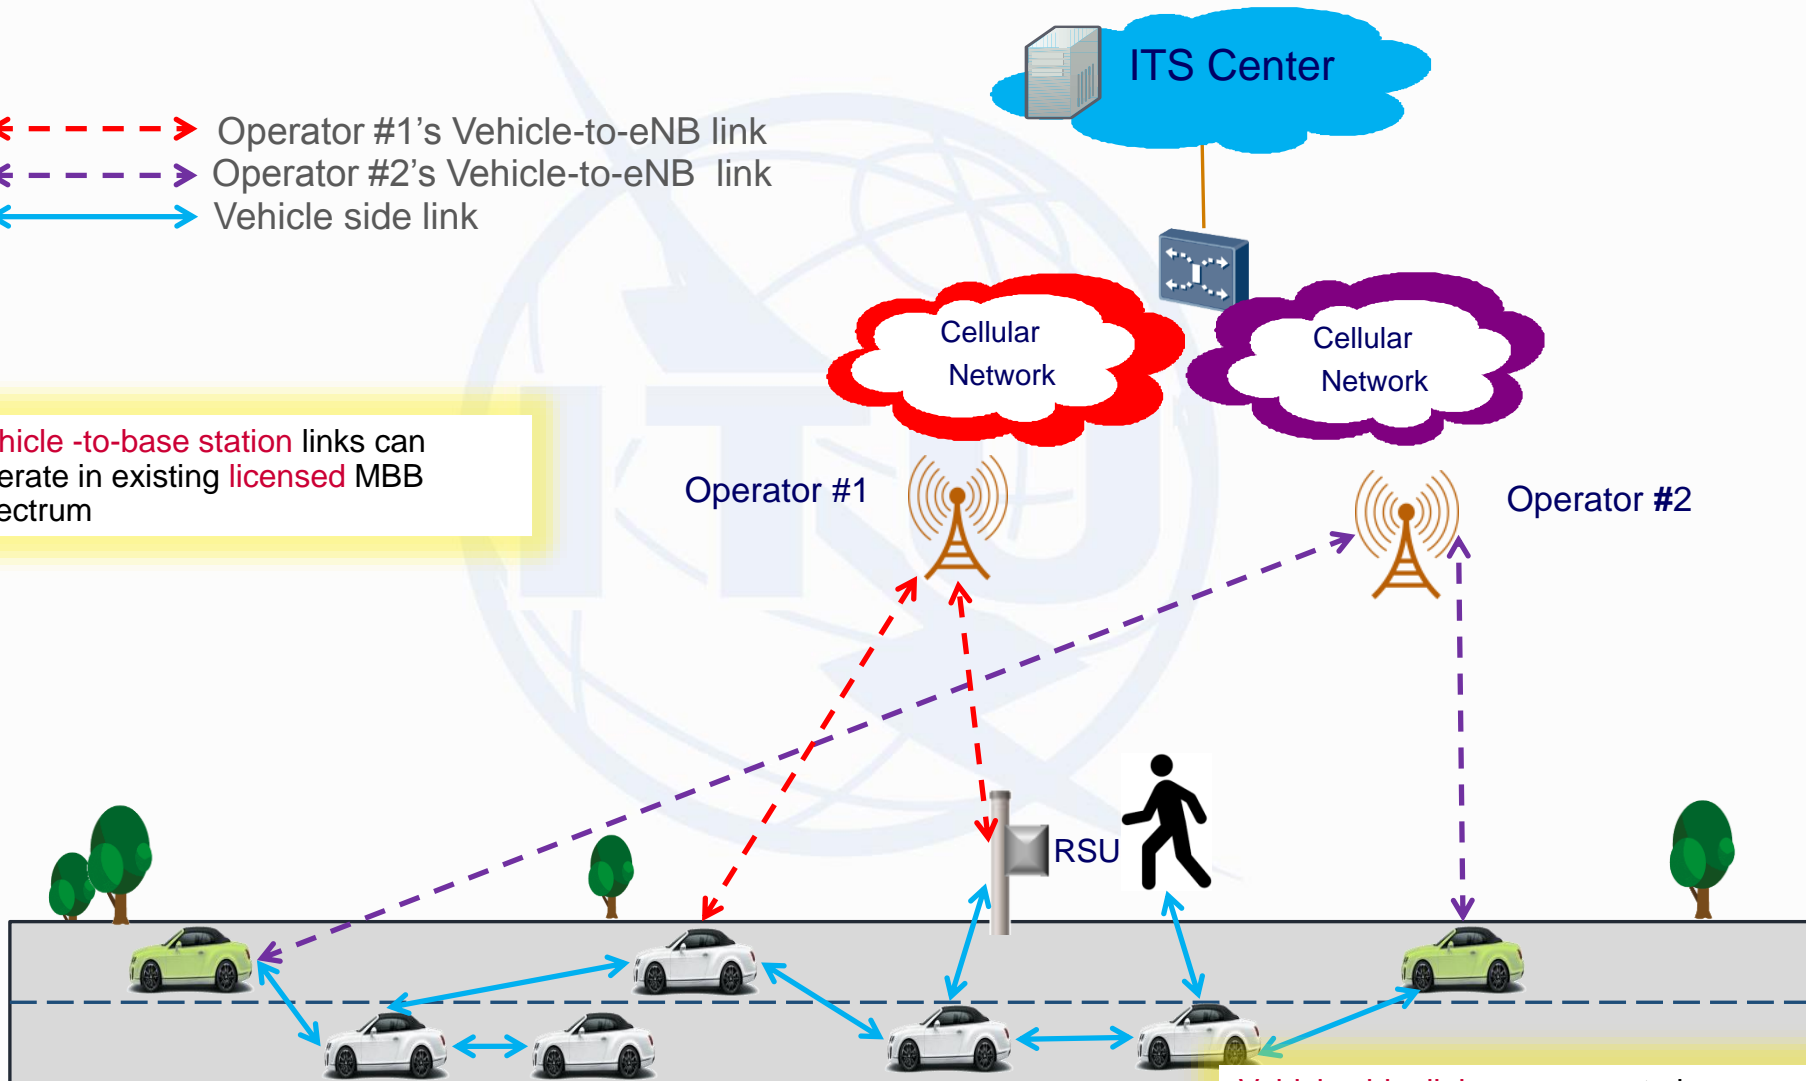 ITS Center
Operator #1's Vehicle-to-eNB link
Operator #2's Vehicle-to-eNB link
Vehicle side link
Cellular
Network
Cellular
Network
hicle -to-base station links can
erate in existing licensed MBB
ectrum
Operator #1
Operator #2
ITU
RSU